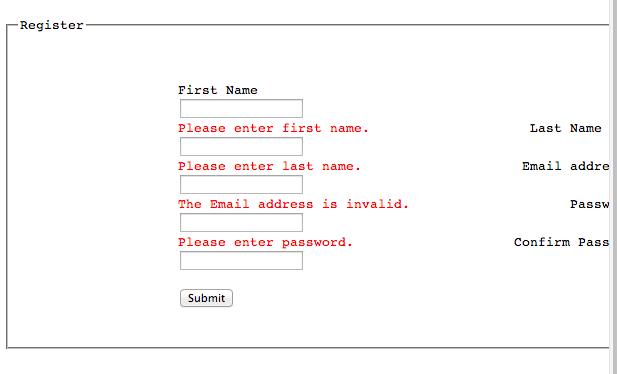 Register
First Name
Please enter first name. Last Name
Please enter last name. Email addre
The Email address is invalid. Passw
Please enter password. Confirm Pass
Submit